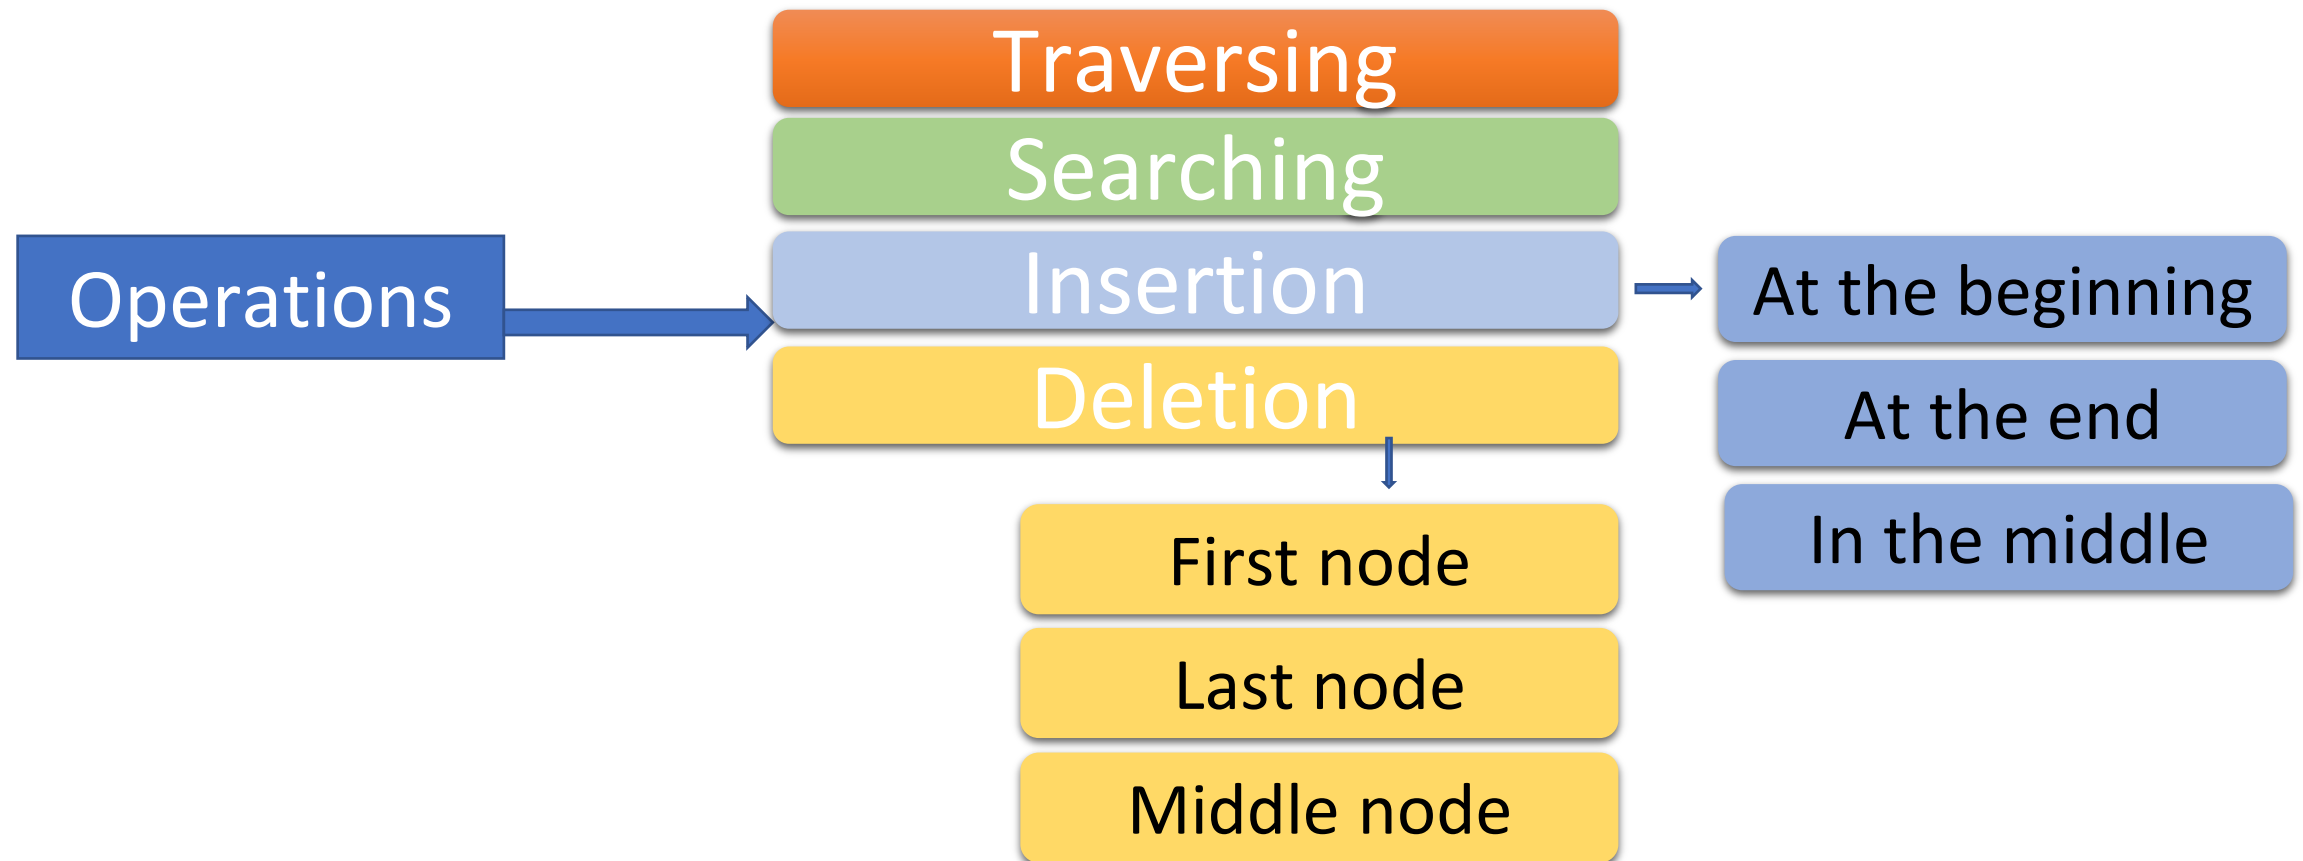 Operations
Traversing
Searching
Insertion
Deletion
At the beginning
At the end
In the middle
First node
Last node
Middle node